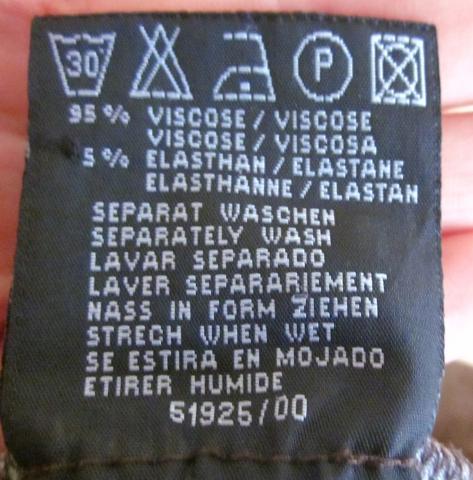 30 P
95 % VISCOSE / VISCOSE
VISCOSE / VISCOSA
5 % ELASTHAN / ELASTANE
ELASTHANNE / ELASTAN
SEPARAT WASCHEN
SEPARATELY WASH
LAVAR SEPARADO
LAVER SEPARARIEMENT
NASS IN FORM ZIEHEN
STRECH WHEN WET
SE ESTIRA EN MOJADO
ETIRER HUMIDE
51925/00